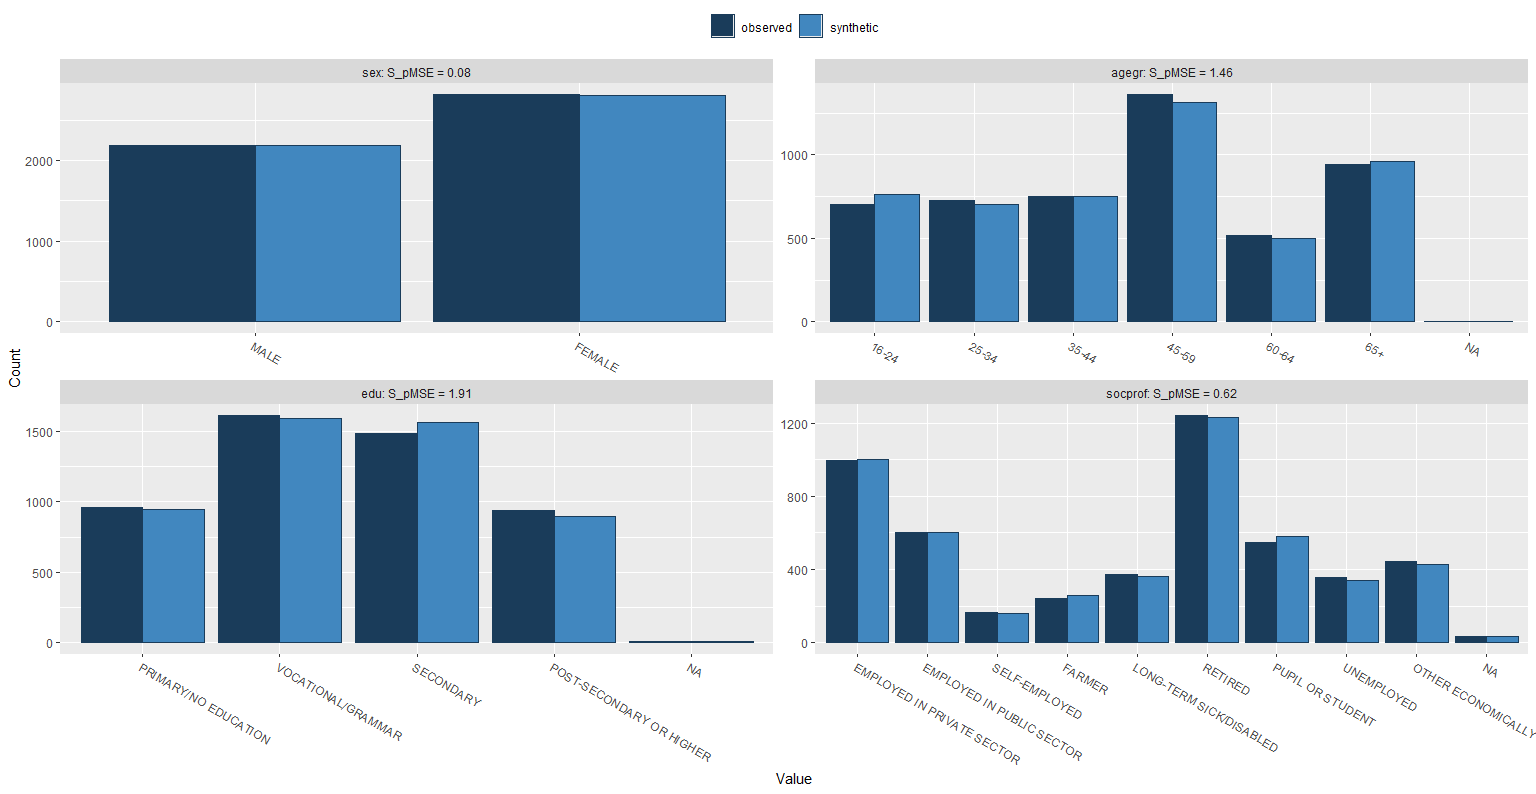 observed synthetic
sex: S_pMSE = 0.08
2000
1000
0
MALE
FEMALE
agegr: S_pMSE = 1.46
1000
500
0
16-24
25-34
35-44
45-59
60-64
65+
NA
Count
edu: S_pMSE = 1.91
1500
1000
500
0
PRIMARY/NO EDUCATION
VOCATIONAL/GRAMMAR
SECONDARY
POST-SECONDARY OR HIGHER
NA
socprof: S_pMSE = 0.62
1200
800
400
0
EMPLOYED IN PRIVATE SECTOR
EMPLOYED IN PUBLIC SECTOR
SELF-EMPLOYED
FARMER
LONG-TERM SICK/DISABLED
RETIRED
PUPIL OR STUDENT
UNEMPLOYED
OTHER ECONOMICALLY
NA
Value